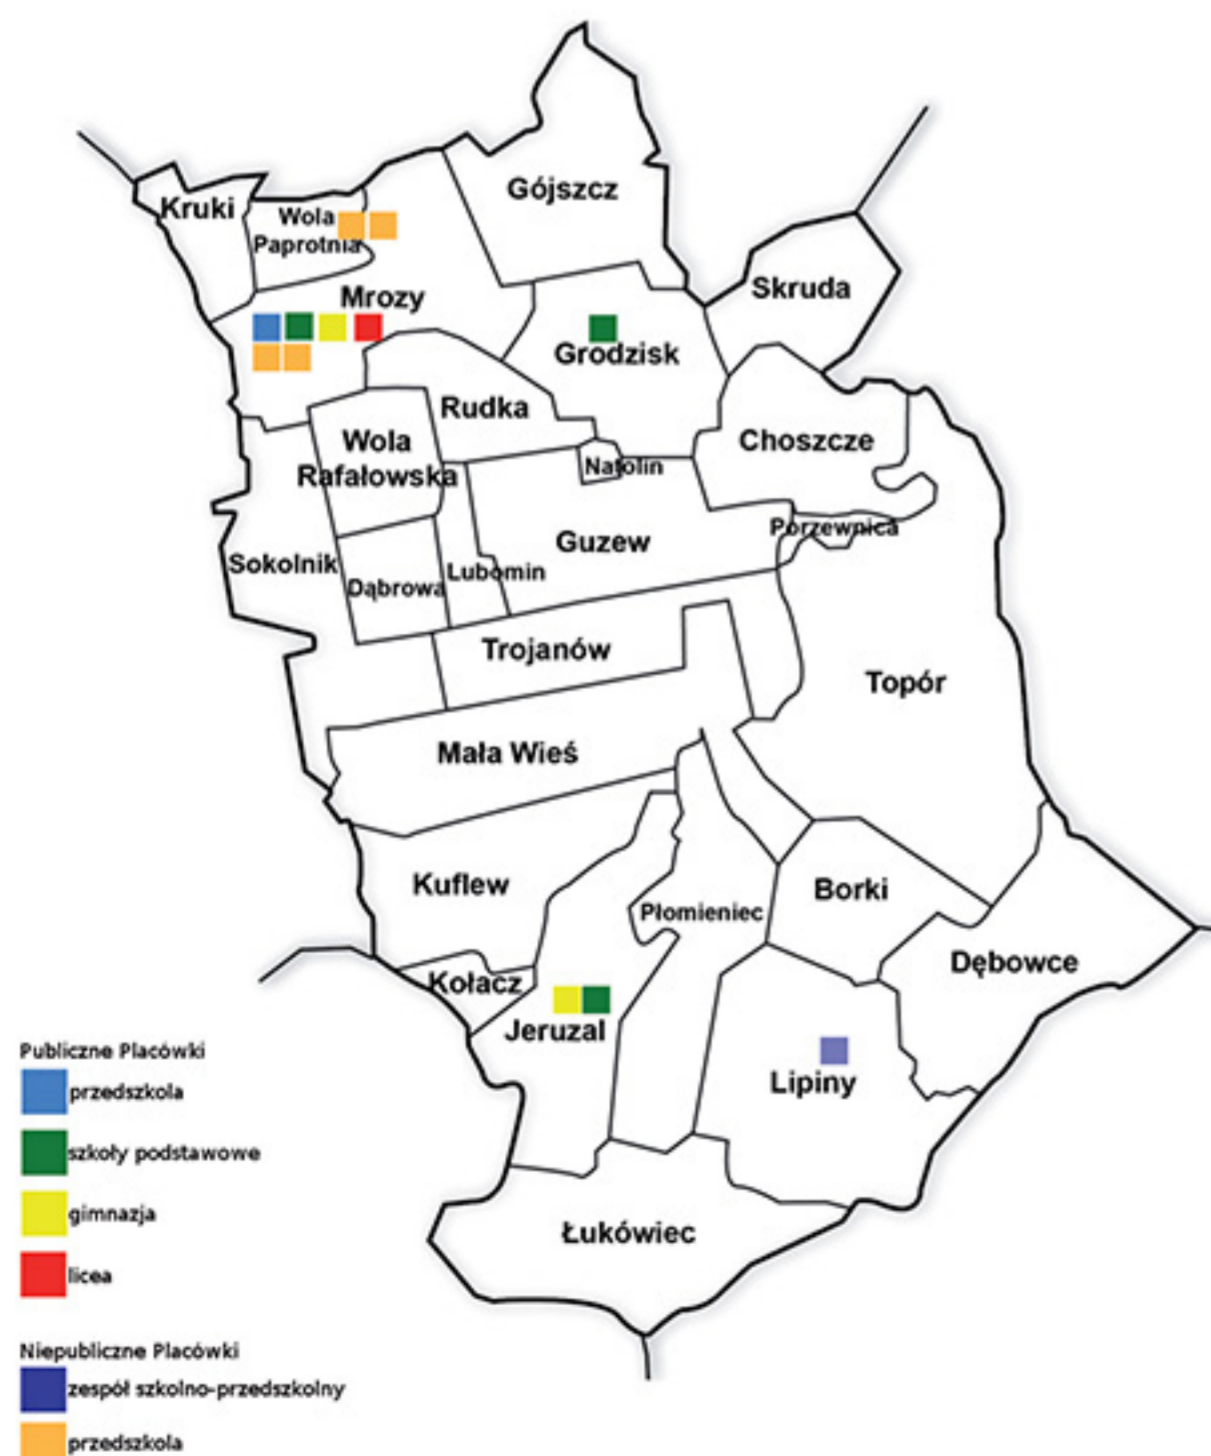 Gójszcz
Kruki
Wola
Paprotnia
Skruda
Mrozy
Grodzisk
Rudka
Wola
Rafałowska
Choszcze
Natolin
Porzewnica
Guzew
Sokolnik
Dąbrowa
Lubomin
Trojanów
Topór
Mała Wieś
Kuflew
Borki
Płomieniec
Dębowce
Kołacz
Jeruzal
Lipiny
Łukówiec
Publiczne Placówki
przedszkola
szkoły podstawowe
gimnazja
licea
Niepubliczne Placówki
zespół szkolno-przedszkolny
przedszkola